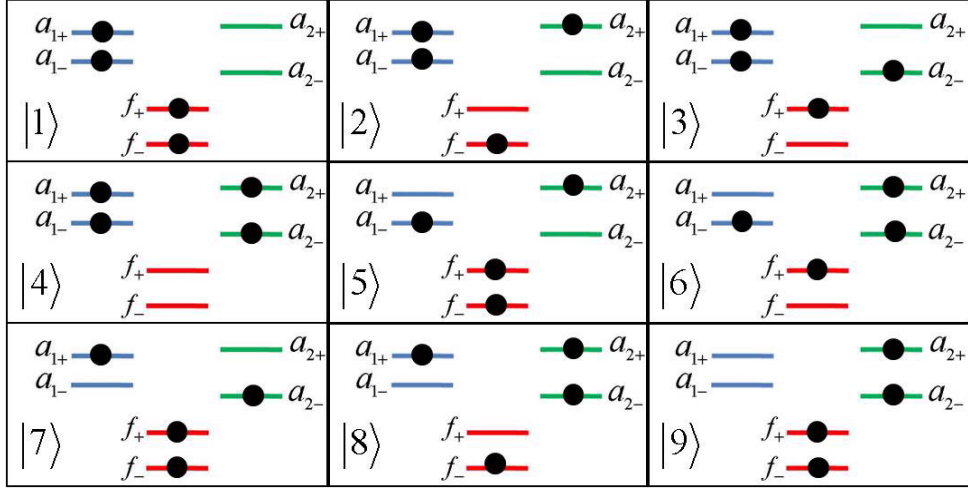 a₁₊ a₂₊ a₁₊ a₂₊ a₁₊ a₂₊
a₁₋ a₂₋ a₁₋ a₂₋ a₁₋ a₂₋
|1⟩ f₊ |2⟩ f₊ |3⟩ f₊
f₋ f₋ f₋
a₁₊ a₂₊ a₁₊ a₂₊ a₁₊ a₂₊
a₁₋ a₂₋ a₁₋ a₂₋ a₁₋ a₂₋
|4⟩ f₊ |5⟩ f₊ |6⟩ f₊
f₋ f₋ f₋
a₁₊ a₂₊ a₁₊ a₂₊ a₁₊ a₂₊
a₁₋ a₂₋ a₁₋ a₂₋ a₁₋ a₂₋
|7⟩ f₊ |8⟩ f₊ |9⟩ f₊
f₋ f₋ f₋